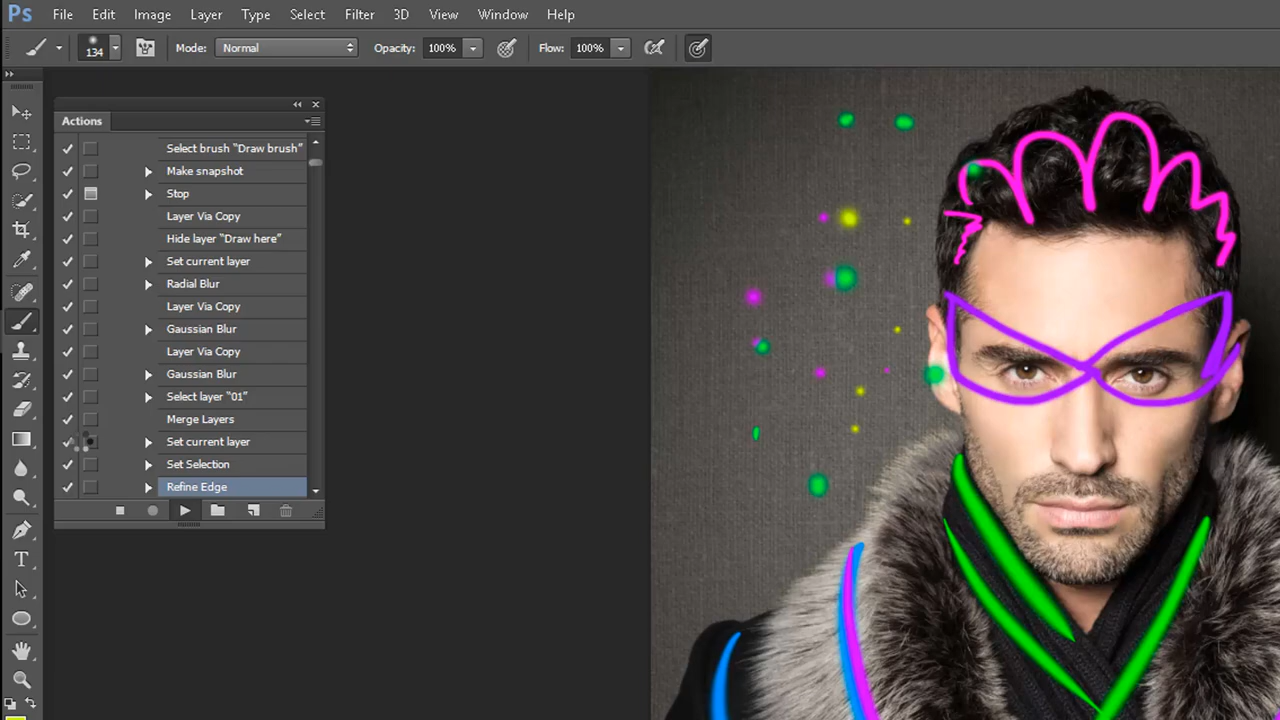 Ps File Edit Image Layer Type Select Filter 3D View Window Help
134 Mode: Normal Opacity: 100% Flow: 100%
Actions
Select brush “Draw brush”
Make snapshot
Stop
Layer Via Copy
Hide layer “Draw here”
Set current layer
Radial Blur
Layer Via Copy
Gaussian Blur
Layer Via Copy
Gaussian Blur
Select layer “01”
Merge Layers
Set current layer
Set Selection
Refine Edge
T